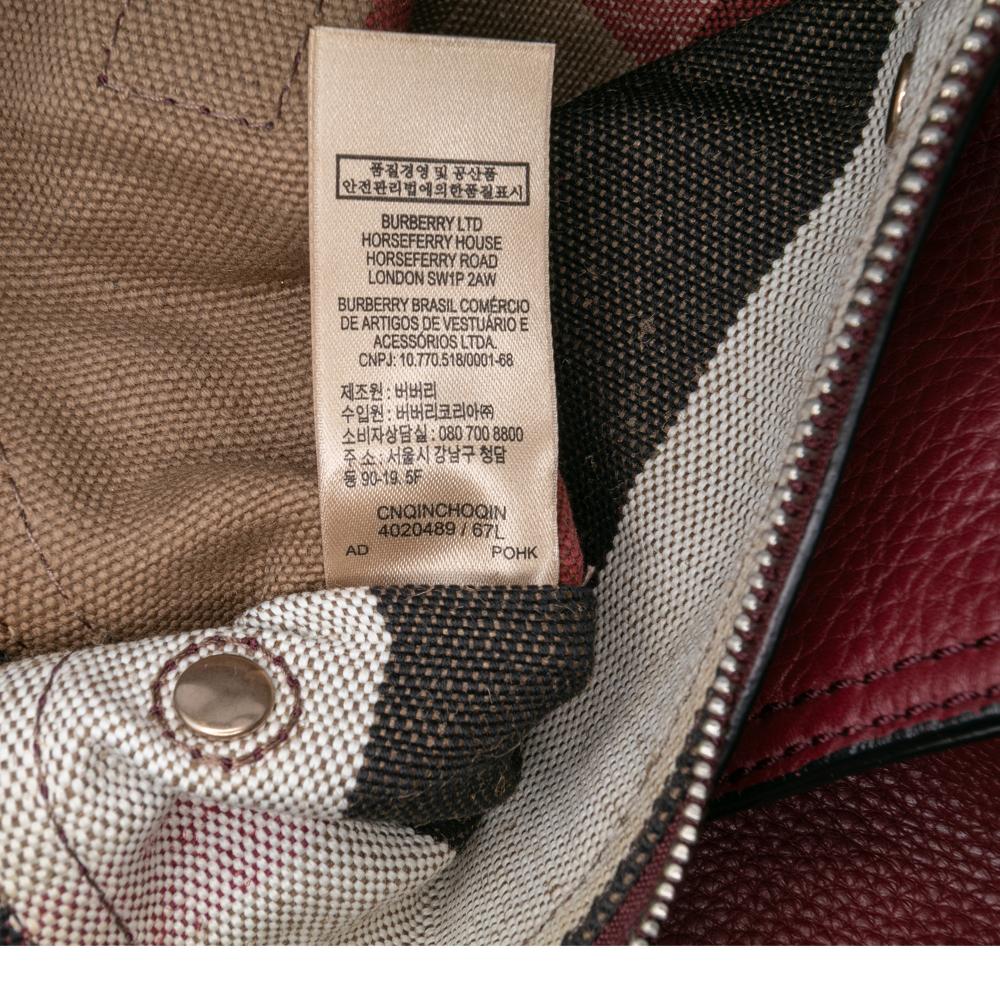 품질경영 및 공산품
안전관리법에의한품질표시
BURBERRY LTD
HORSEFERRY HOUSE
HORSEFERRY ROAD
LONDON SW1P 2AW
BURBERRY BRASIL COMÉRCIO
DE ARTIGOS DE VESTUÁRIO E
ACESSÓRIOS LTDA.
CNPJ: 10.770.518/0001-68
제조원 : 버버리
수입원 : 버버리코리아㈜
소비자상담실 : 080 700 8800
주 소 : 서울시 강남구 청담
동 90-19. 5F
CNQINCHOQIN
4020489 / 67L
AD POHK